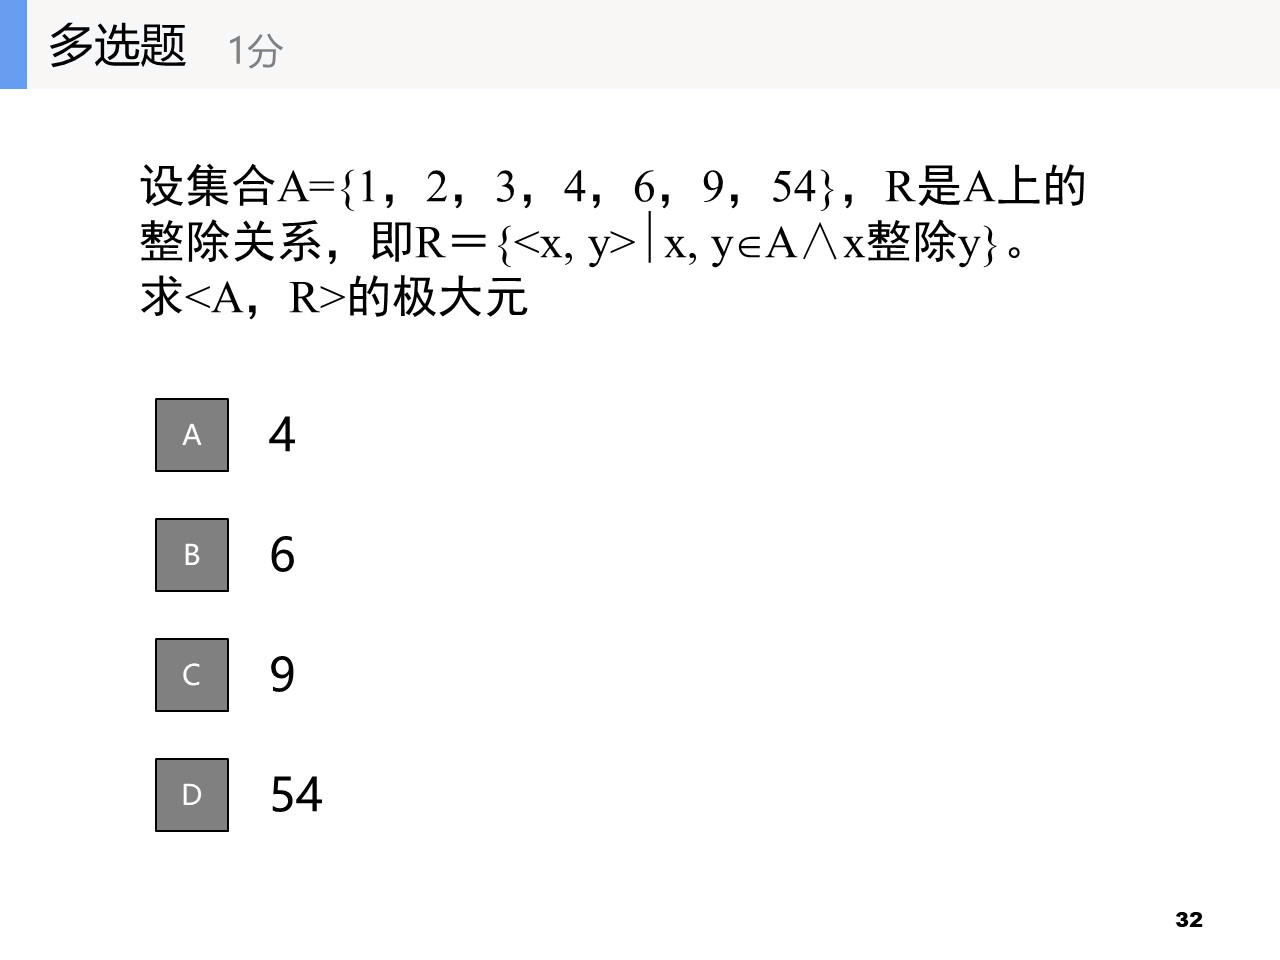 多选题 1分
设集合A={1，2，3，4，6，9，54}，R是A上的
整除关系，即R＝{<x, y>│x, y∈A∧x整除y}。
求<A，R>的极大元
A 4
B 6
C 9
D 54
32